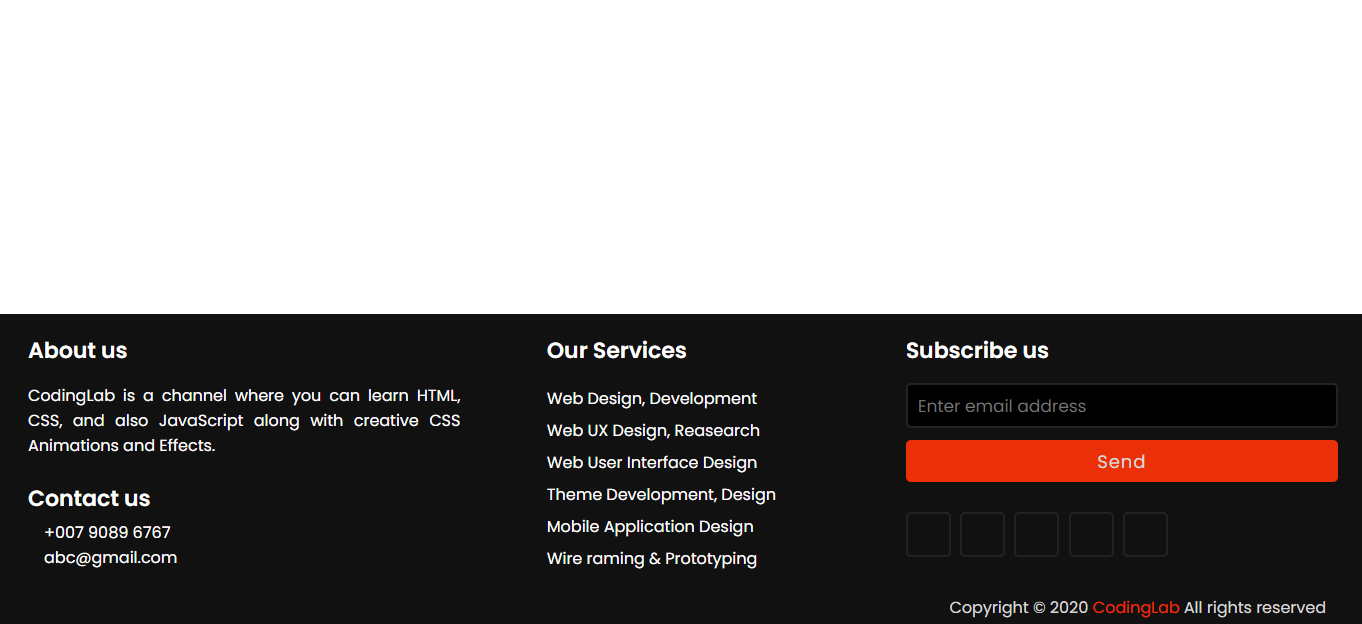 About us
CodingLab is a channel where you can learn HTML,
CSS, and also JavaScript along with creative CSS
Animations and Effects.
Contact us
+007 9089 6767
abc@gmail.com
Our Services
Web Design, Development
Web UX Design, Reasearch
Web User Interface Design
Theme Development, Design
Mobile Application Design
Wire raming & Prototyping
Subscribe us
Enter email address
Send
Copyright © 2020 CodingLab All rights reserved